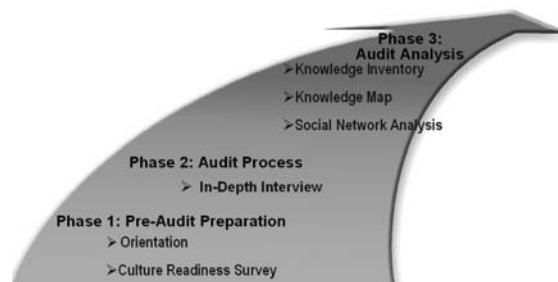 Phase 3:
Audit Analysis
➢Knowledge Inventory
➢Knowledge Map
➢Social Network Analysis
Phase 2: Audit Process
➢ In-Depth Interview
Phase 1: Pre-Audit Preparation
➢Orientation
➢Culture Readiness Survey